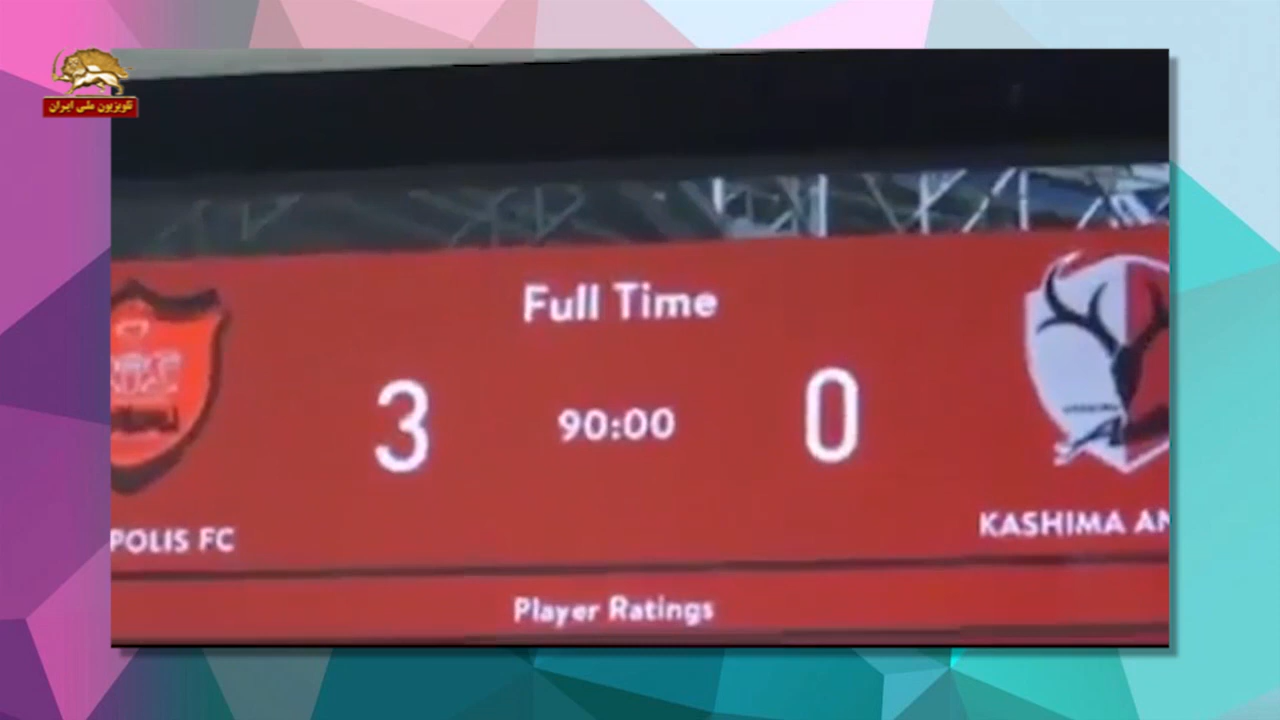 تلویزیون ملی ایران
Full Time
3 90:00 0
POLIS FC
KASHIMA AN
Player Ratings